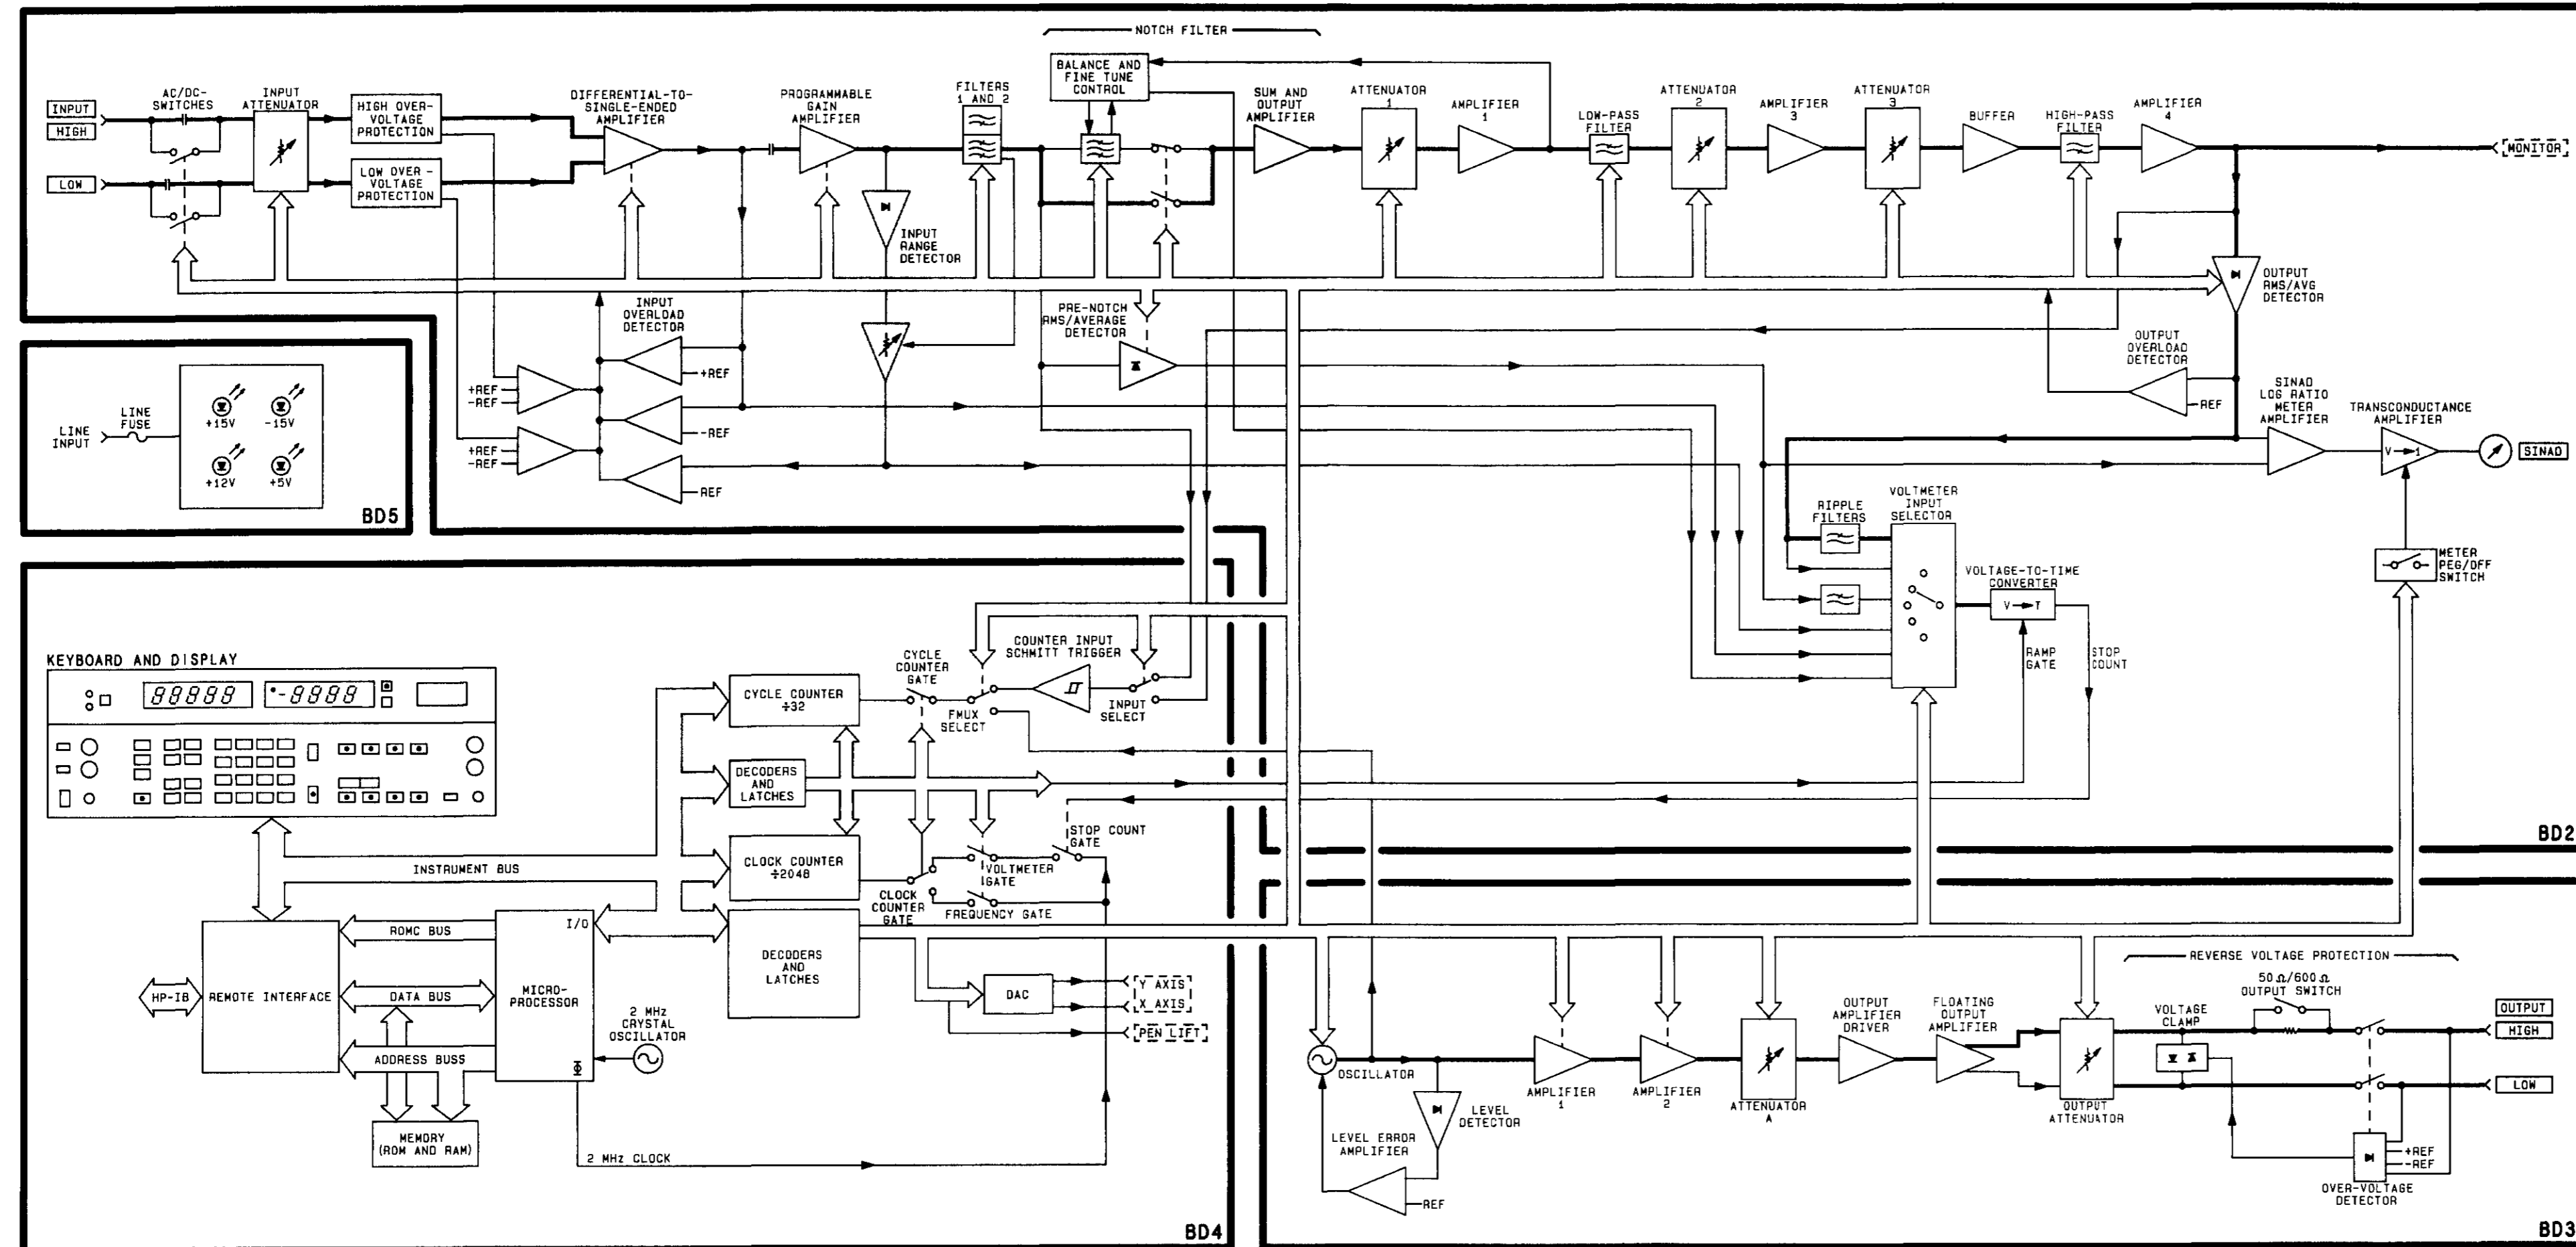 NOTCH FILTER
BALANCE AND
FINE TUNE
CONTROL
INPUT
HIGH
LOW
AC/DC-
SWITCHES
INPUT
ATTENUATOR
HIGH OVER-
VOLTAGE
PROTECTION
LOW OVER-
VOLTAGE
PROTECTION
DIFFERENTIAL-TO-
SINGLE-ENDED
AMPLIFIER
PROGRAMMABLE
GAIN
AMPLIFIER
FILTERS
1 AND 2
SUM AND
OUTPUT
AMPLIFIER
ATTENUATOR
1
AMPLIFIER
1
LOW-PASS
FILTER
ATTENUATOR
2
AMPLIFIER
3
ATTENUATOR
3
BUFFER
HIGH-PASS
FILTER
AMPLIFIER
4
MONITOR
INPUT
RANGE
DETECTOR
OUTPUT
RMS/AVG
DETECTOR
INPUT
OVERLOAD
DETECTOR
PRE-NOTCH
RMS/AVERAGE
DETECTOR
OUTPUT
OVERLOAD
DETECTOR
REF
+REF
-REF
+REF
-REF
+REF
-REF
REF
SINAD
LOG RATIO
METER
AMPLIFIER
TRANSCONDUCTANCE
AMPLIFIER
V→I
SINAD
LINE
INPUT
LINE
FUSE
+15V
-15V
+12V
+5V
BD5
RIPPLE
FILTERS
VOLTMETER
INPUT
SELECTOR
VOLTAGE-TO-TIME
CONVERTER
V→T
RAMP
GATE
STOP
COUNT
METER
PEG/OFF
SWITCH
BD2
KEYBOARD AND DISPLAY
88888
-8888
CYCLE COUNTER
÷32
CYCLE
COUNTER
GATE
FMUX
SELECT
COUNTER INPUT
SCHMITT TRIGGER
INPUT
SELECT
DECODERS
AND
LATCHES
CLOCK COUNTER
÷2048
CLOCK
COUNTER
GATE
VOLTMETER
GATE
FREQUENCY GATE
STOP COUNT
GATE
INSTRUMENT BUS
HP-IB
REMOTE INTERFACE
ROMC BUS
DATA BUS
ADDRESS BUSS
I/O
MICRO-
PROCESSOR
Φ
2 MHz
CRYSTAL
OSCILLATOR
MEMORY
(ROM AND RAM)
2 MHz CLOCK
DECODERS
AND
LATCHES
DAC
Y AXIS
X AXIS
PEN LIFT
BD4
OSCILLATOR
LEVEL
DETECTOR
LEVEL ERROR
AMPLIFIER
REF
AMPLIFIER
1
AMPLIFIER
2
ATTENUATOR
A
OUTPUT
AMPLIFIER
DRIVER
FLOATING
OUTPUT
AMPLIFIER
OUTPUT
ATTENUATOR
REVERSE VOLTAGE PROTECTION
VOLTAGE
CLAMP
50Ω/600Ω
OUTPUT SWITCH
OUTPUT
HIGH
LOW
+REF
-REF
OVER-VOLTAGE
DETECTOR
BD3